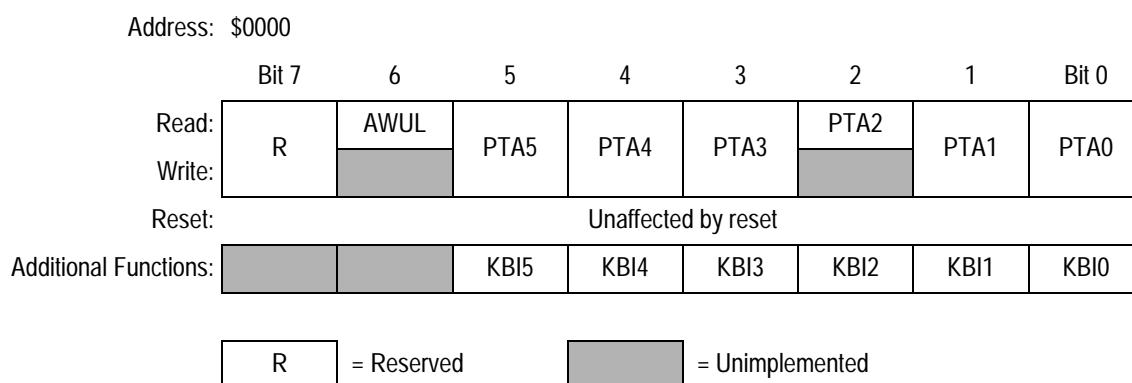 Address: $0000
Bit 7 6 5 4 3 2 1 Bit 0
Read: R AWUL PTA5 PTA4 PTA3 PTA2 PTA1 PTA0
Write:
Reset: Unaffected by reset
Additional Functions: KBI5 KBI4 KBI3 KBI2 KBI1 KBI0
R = Reserved = Unimplemented